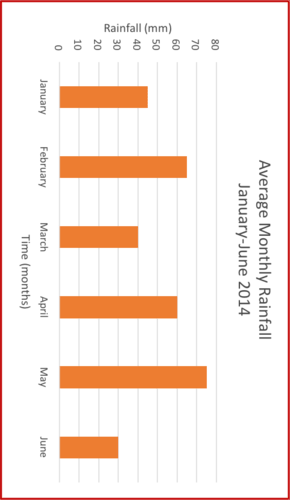 Average Monthly Rainfall
January-June 2014
Rainfall (mm)
80
70
60
50
40
30
20
10
0
January
February
March
April
May
June
Time (months)